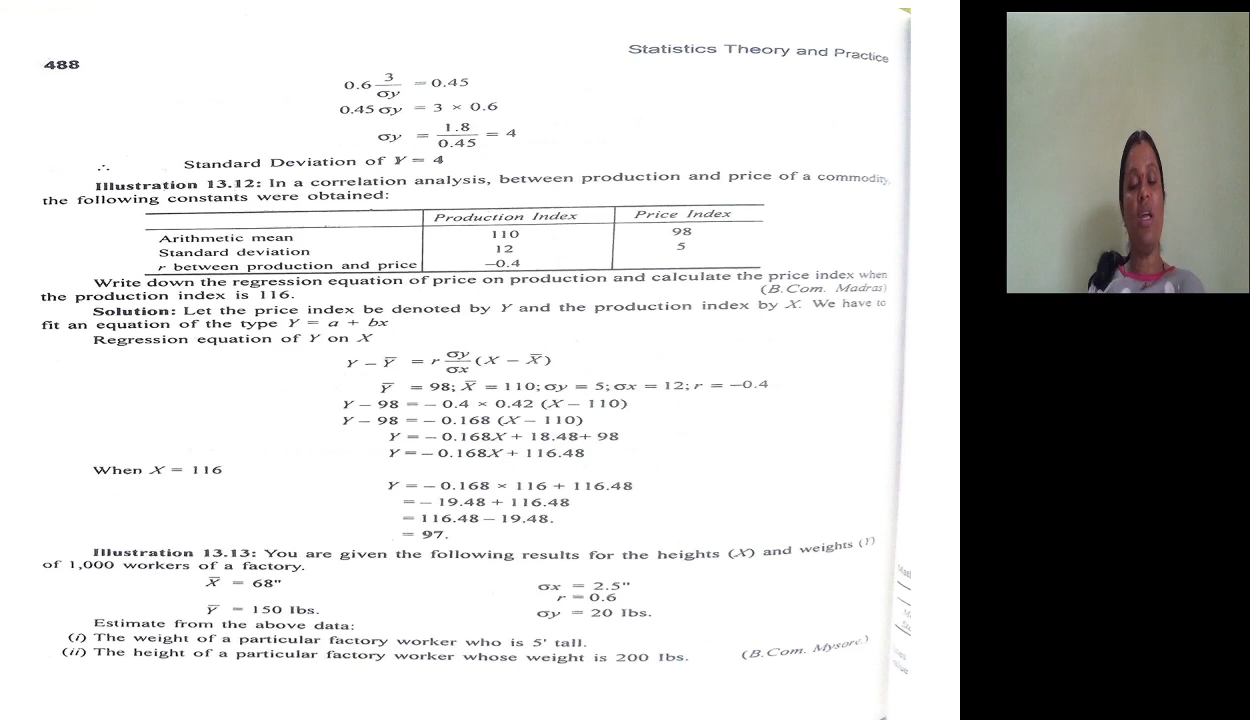 488
Statistics Theory and Practice
0.6 3/σy = 0.45
0.45 σy = 3 × 0.6
σy = 1.8/0.45 = 4
∴ Standard Deviation of Y = 4
Illustration 13.12: In a correlation analysis, between production and price of a commodity,
the following constants were obtained:
Production Index Price Index
Arithmetic mean 110 98
Standard deviation 12 5
r between production and price −0.4
Write down the regression equation of price on production and calculate the price index when
the production index is 116. (B.Com. Madras)
Solution: Let the price index be denoted by Y and the production index by X. We have to
fit an equation of the type Y = a + bx
Regression equation of Y on X
Y − Y̅ = r σy/σx (X − X̅)
Y̅ = 98; X̅ = 110; σy = 5; σx = 12; r = −0.4
Y − 98 = − 0.4 × 0.42 (X − 110)
Y − 98 = − 0.168 (X − 110)
Y = − 0.168X + 18.48+ 98
Y = − 0.168X + 116.48
When X = 116
Y = − 0.168 × 116 + 116.48
= − 19.48 + 116.48
= 116.48 − 19.48.
= 97.
Illustration 13.13: You are given the following results for the heights (X) and weights (Y)
of 1,000 workers of a factory.
X̅ = 68" σx = 2.5"
r = 0.6
Y̅ = 150 Ibs. σy = 20 Ibs.
Estimate from the above data:
(i) The weight of a particular factory worker who is 5' tall.
(ii) The height of a particular factory worker whose weight is 200 Ibs. (B.Com. Mysore.)